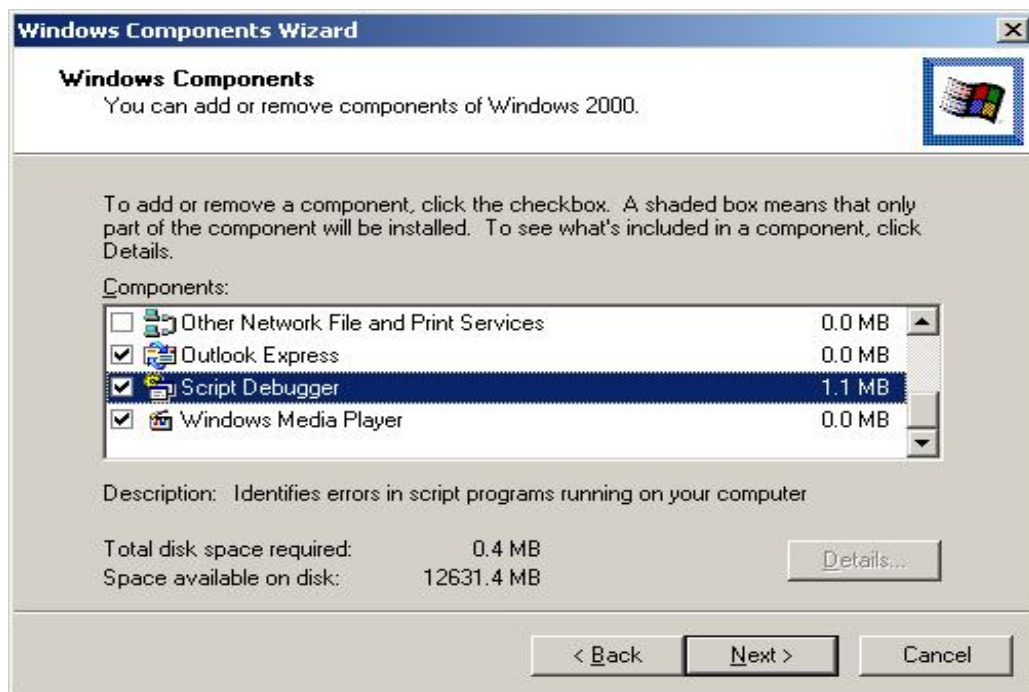 Windows Components Wizard
Windows Components
You can add or remove components of Windows 2000.
To add or remove a component, click the checkbox. A shaded box means that only
part of the component will be installed. To see what's included in a component, click
Details.
Components:
Other Network File and Print Services 0.0 MB
Outlook Express 0.0 MB
Script Debugger 1.1 MB
Windows Media Player 0.0 MB
Description: Identifies errors in script programs running on your computer
Total disk space required: 0.4 MB
Space available on disk: 12631.4 MB
Details...
< Back Next > Cancel